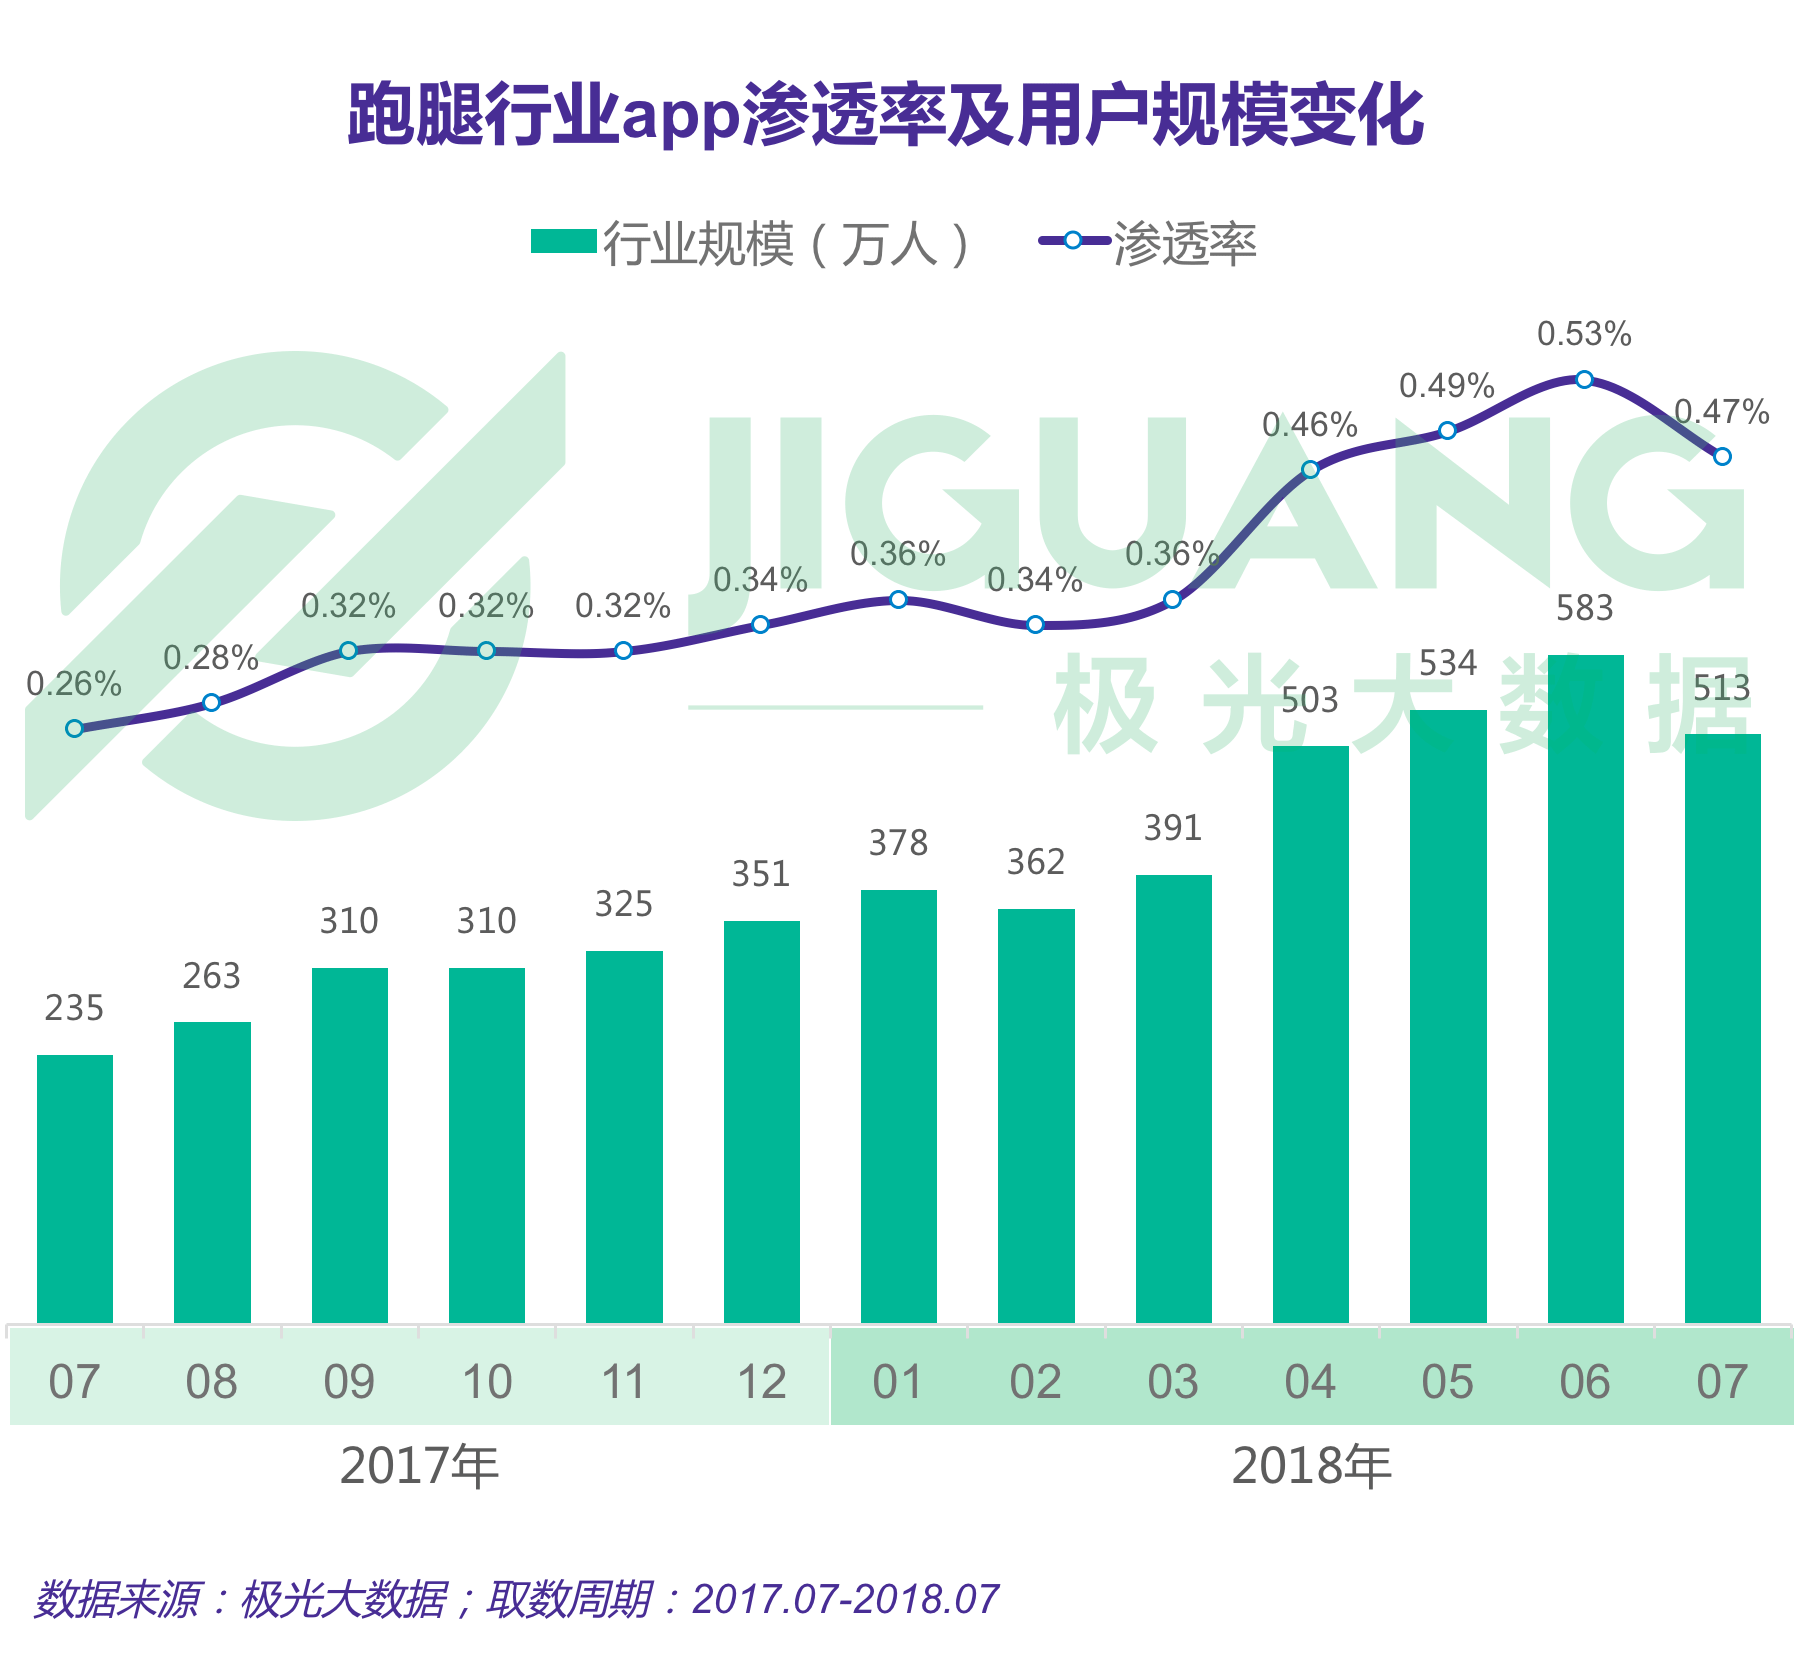 跑腿行业app渗透率及用户规模变化
行业规模（万人） 渗透率
0.26% 0.28% 0.32% 0.32% 0.32% 0.34% 0.36% 0.34% 0.36% 0.46% 0.49% 0.53% 0.47%
JIGUANG
极光大数据
235 263 310 310 325 351 378 362 391 503 534 583 513
07 08 09 10 11 12 01 02 03 04 05 06 07
2017年 2018年
数据来源：极光大数据；取数周期：2017.07-2018.07